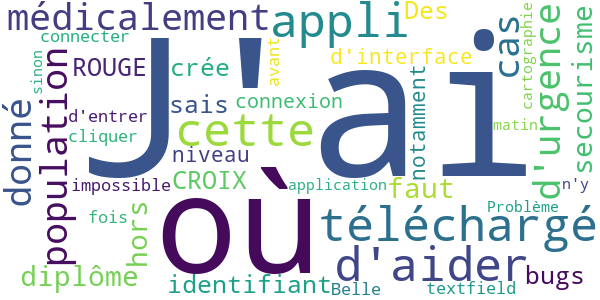 médicalement
appli
Des
connecter
J'ai
d'interface
cas
cartographie
secourisme
d'urgence
avant
sinon
population
ROUGE
crée
donné
sais
connexion
d'entrer
cette
cliquer
notamment
matin
niveau
impossible
CROIX
application
faut
n'y
où
hors
fois
téléchargé
Problème
d'aider
diplôme
identifiant
Belle
textfield
bugs